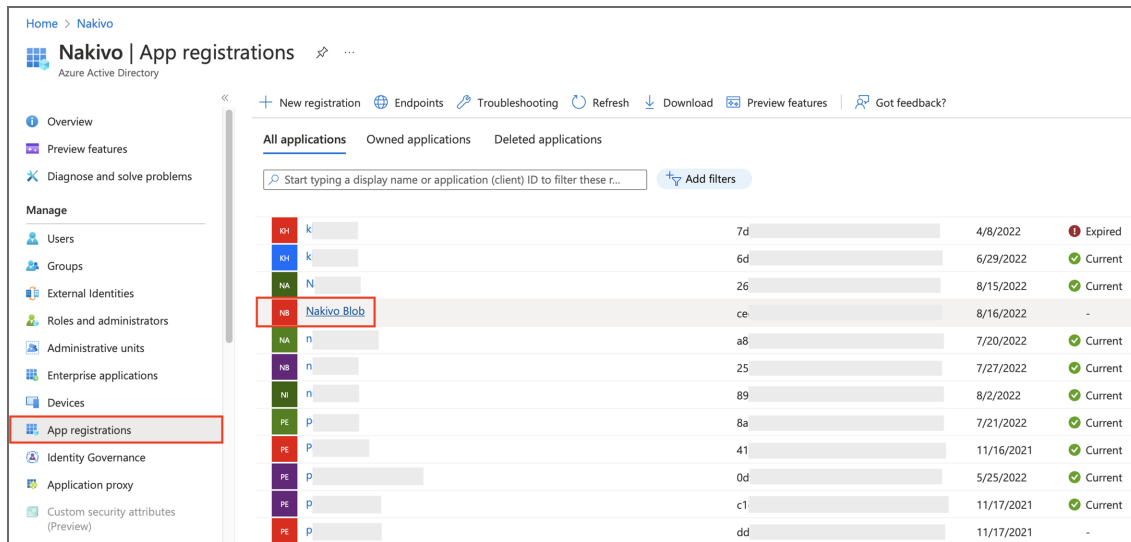 Home > Nakivo
Nakivo | App registrations
Azure Active Directory
New registration Endpoints Troubleshooting Refresh Download Preview features Got feedback?
Overview
Preview features
Diagnose and solve problems
Manage
Users
Groups
External Identities
Roles and administrators
Administrative units
Enterprise applications
Devices
App registrations
Identity Governance
Application proxy
Custom security attributes
(Preview)
All applications Owned applications Deleted applications
Start typing a display name or application (client) ID to filter these r... Add filters
KH k 7d 4/8/2022 Expired
KH k 6d 6/29/2022 Current
NA N 26 8/15/2022 Current
NB Nakivo Blob ce 8/16/2022 -
NA n a8 7/20/2022 Current
NB n 25 7/27/2022 Current
NI n 89 8/2/2022 Current
PE p 8a 7/21/2022 Current
PE P 41 11/16/2021 Current
PE p 0d 5/25/2022 Current
PE p c1 11/17/2021 Current
PE p dd 11/17/2021 -